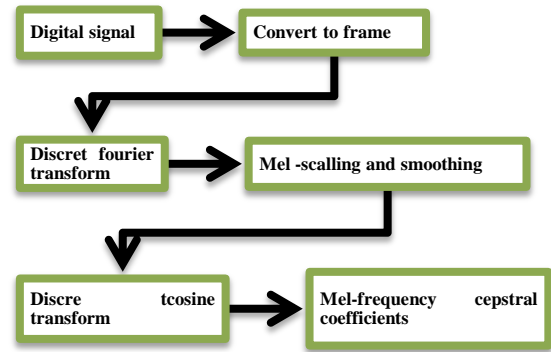 Digital signal
Convert to frame
Discret fourier
transform
Mel -scalling and smoothing
Discre tcosine
transform
Mel-frequency cepstral
coefficients